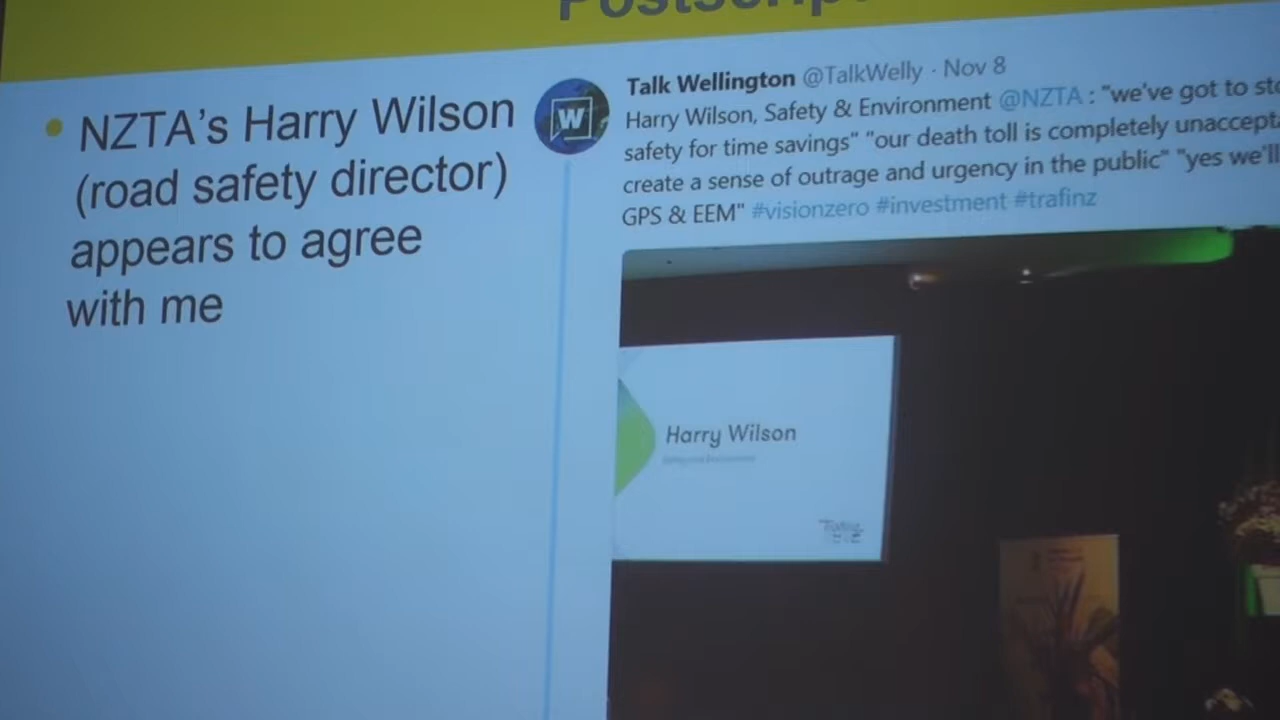 Postscript
NZTA's Harry Wilson
(road safety director)
appears to agree
with me
Talk Wellington @TalkWelly · Nov 8
Harry Wilson, Safety & Environment @NZTA : "we've got to
safety for time savings" "our death toll is completely
create a sense of outrage and urgency in the public" "yes we'll
GPS & EEM" #visionzero #investment #trafinz
W
Harry Wilson